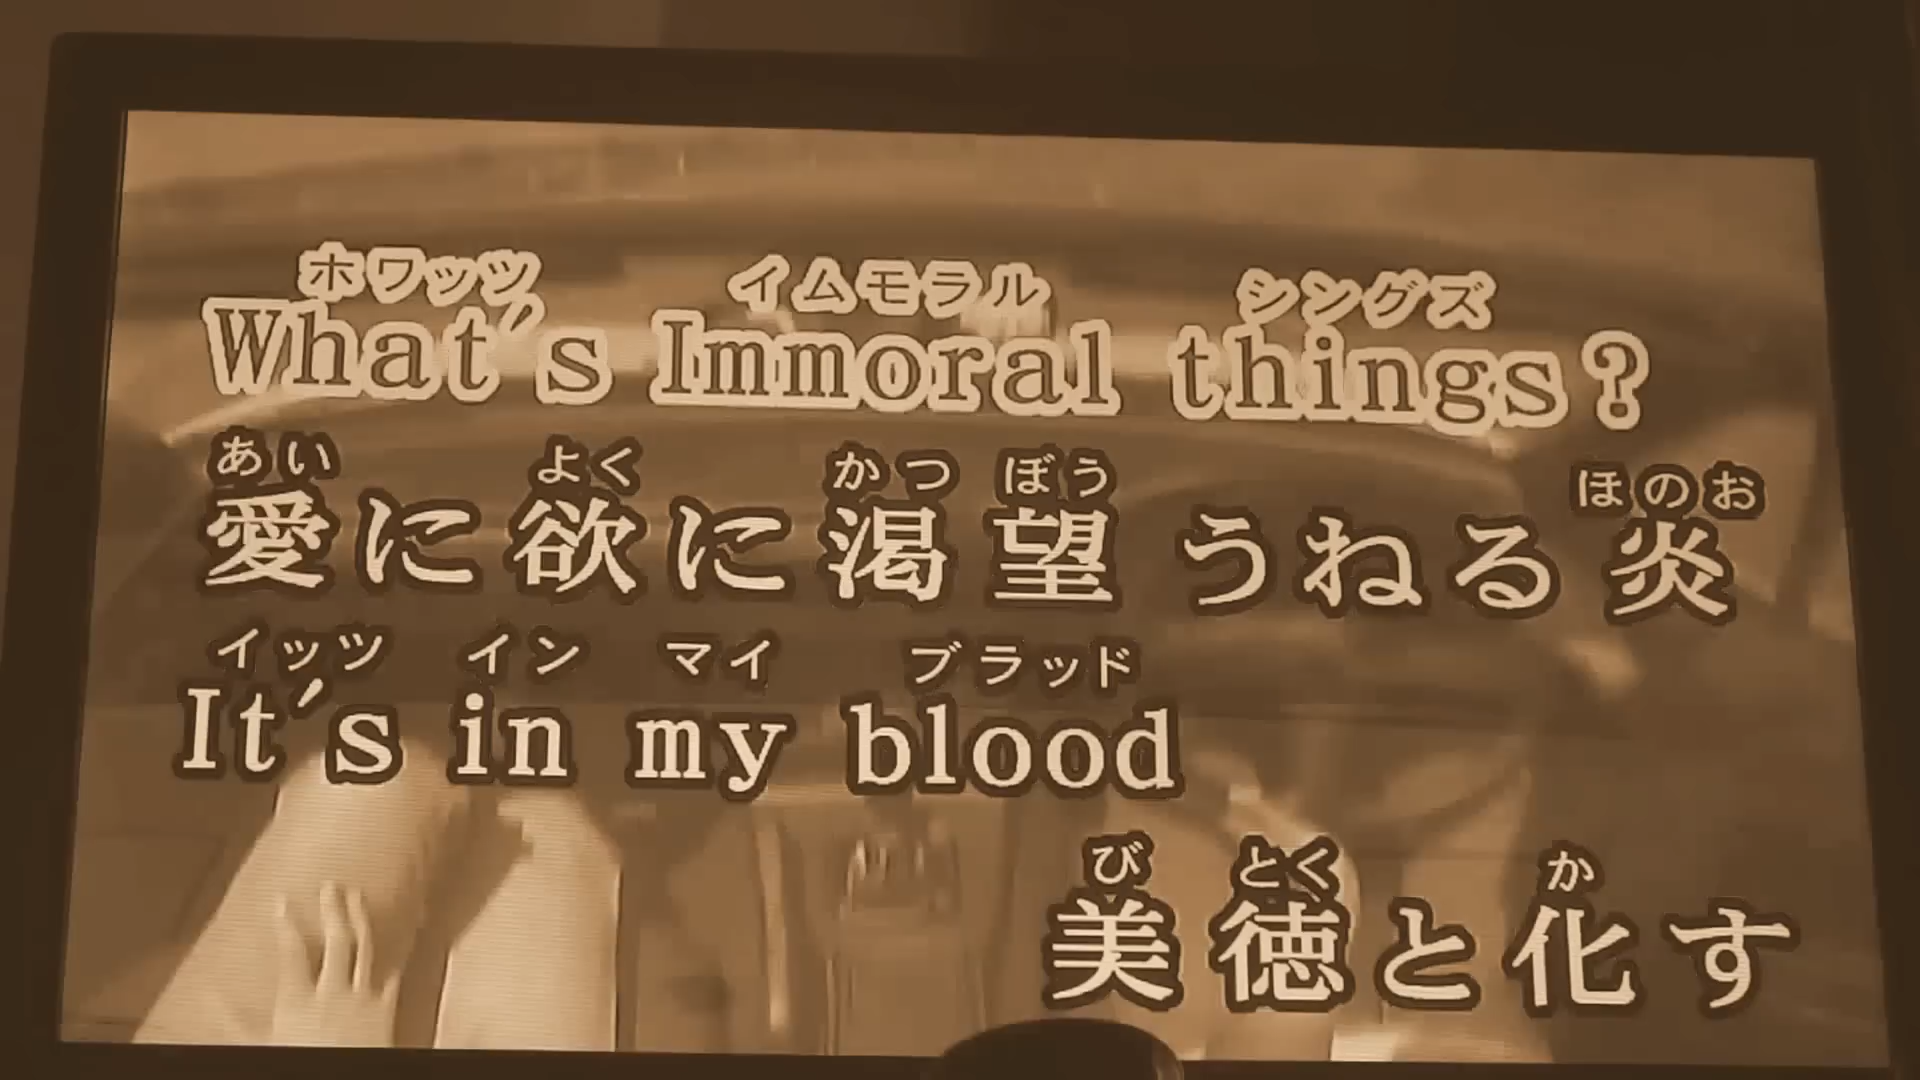 ホワッツ イムモラル シングズ
What's Immoral things?
あい よく かつ ぼう ほのお
愛に欲に渇望 うねる炎
イッツ イン マイ ブラッド
It's in my blood
び とく か
美徳と化す